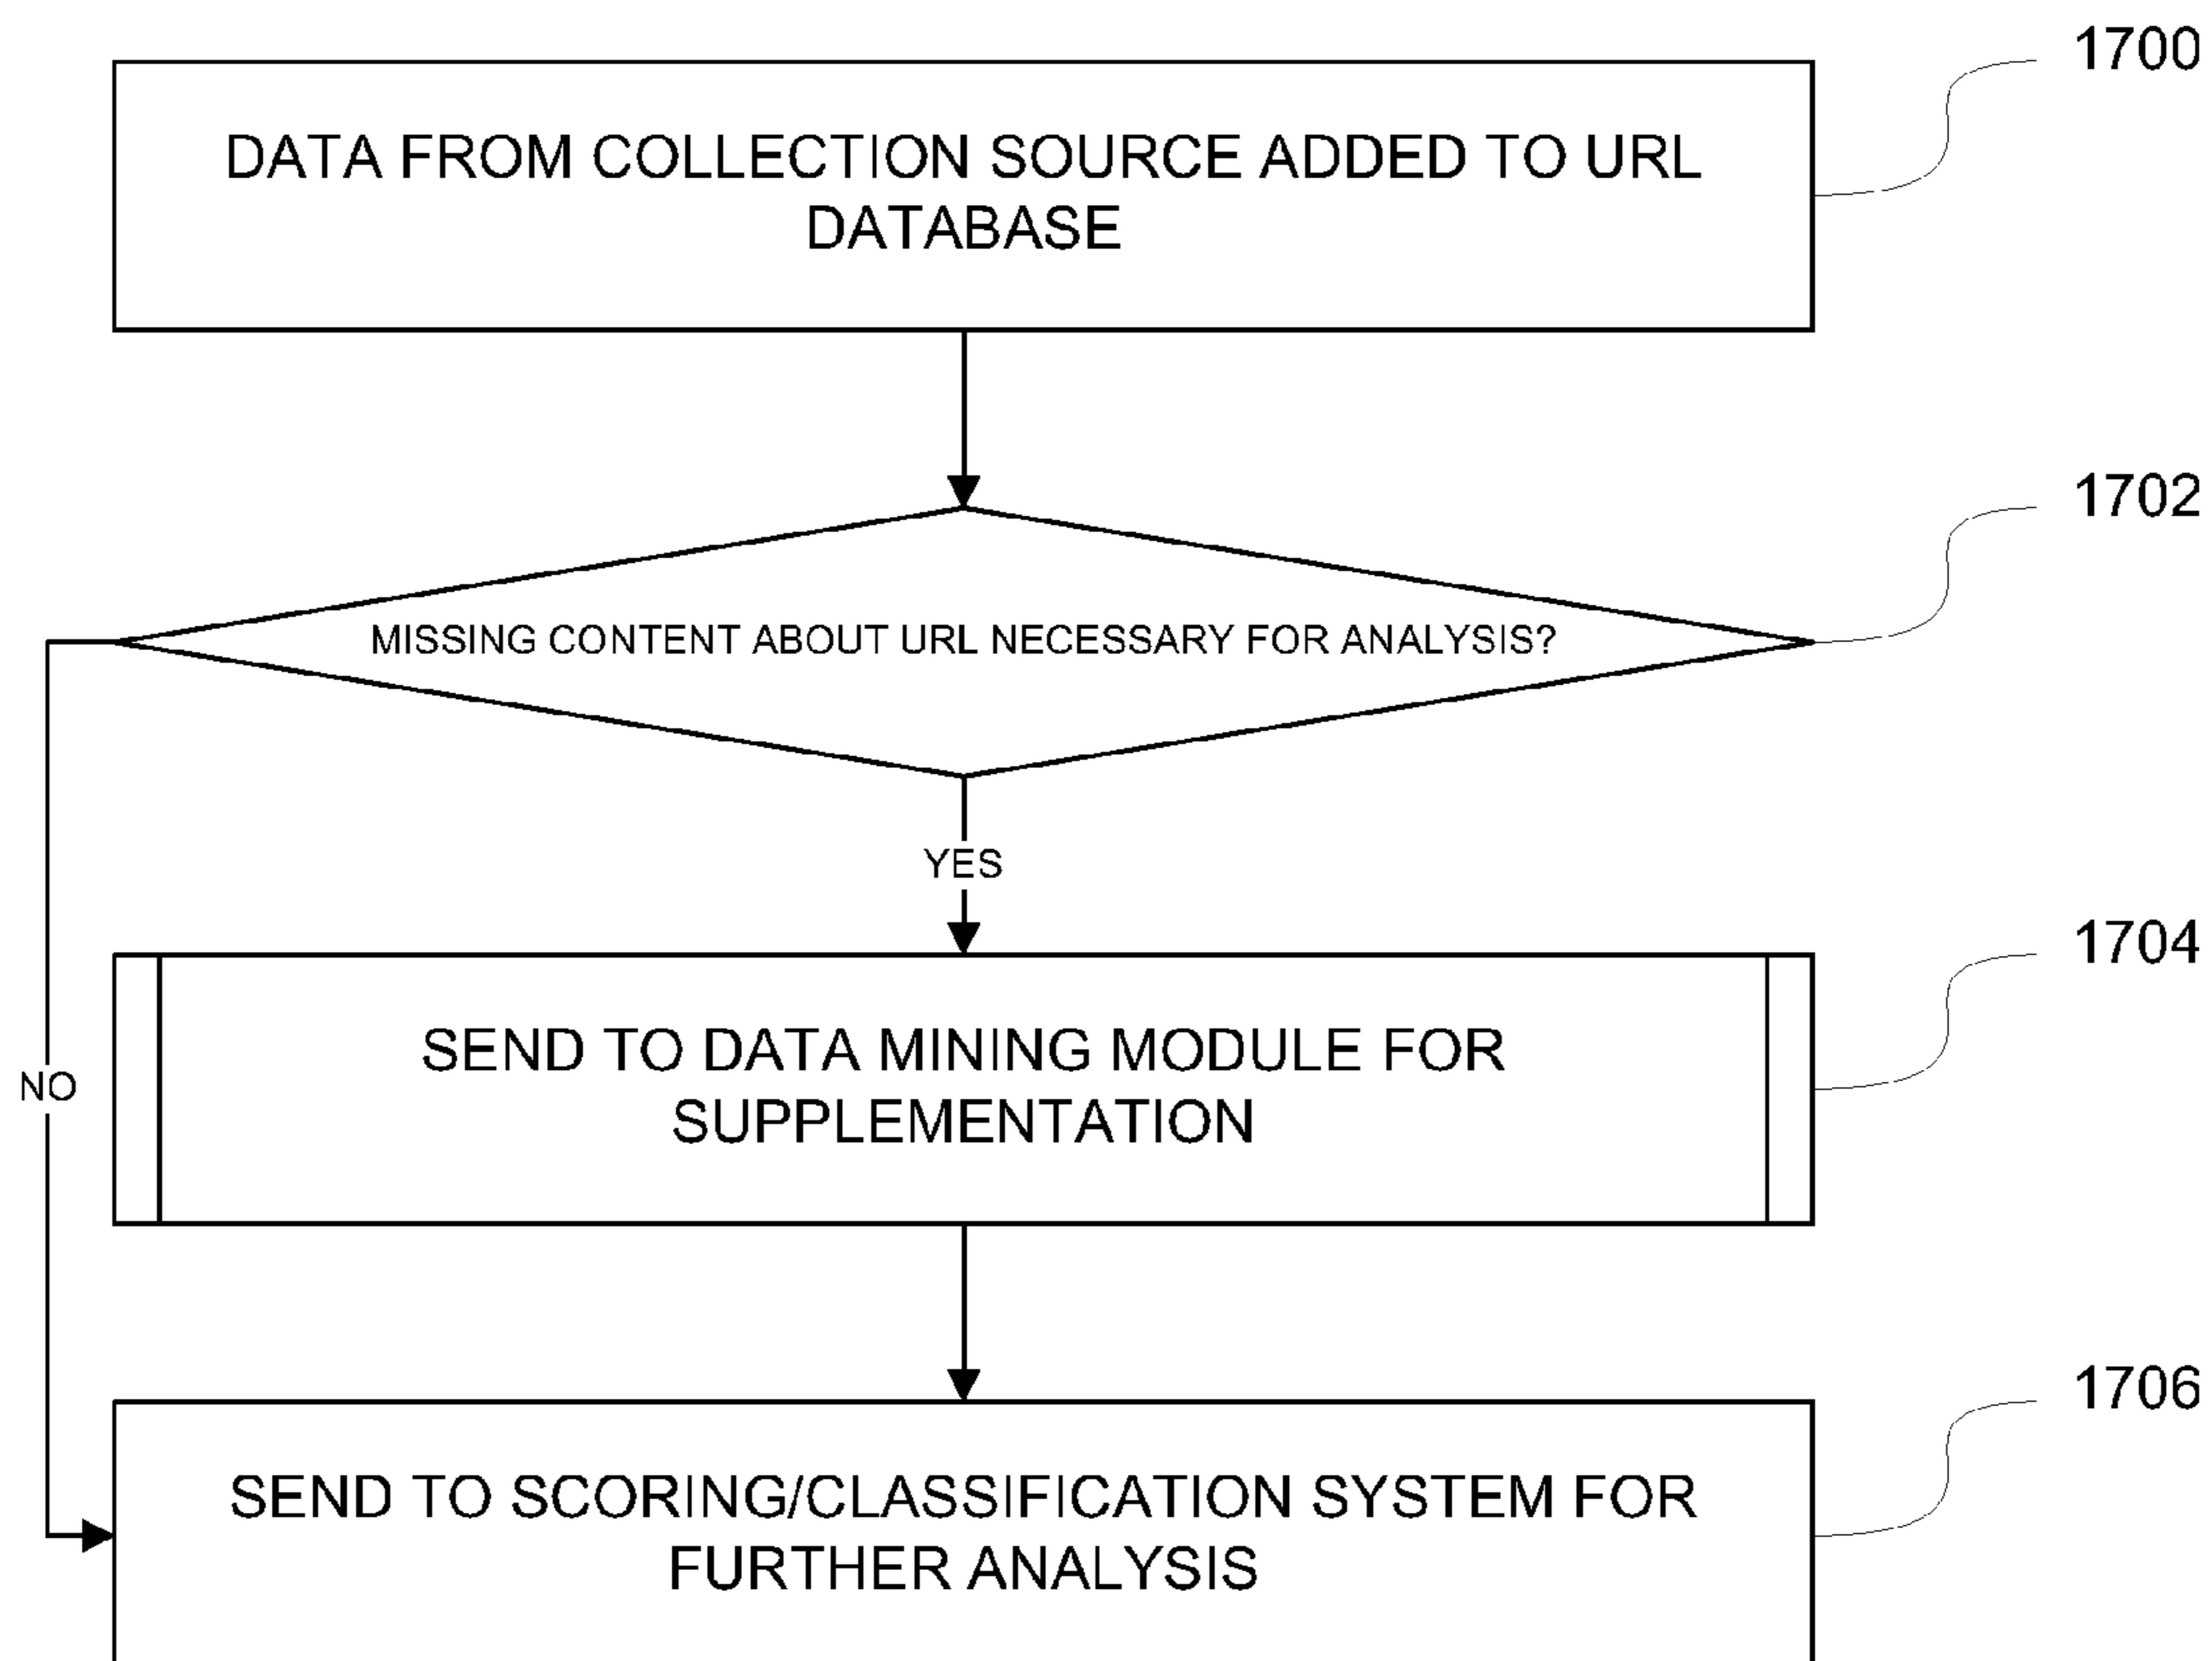 1700
DATA FROM COLLECTION SOURCE ADDED TO URL
DATABASE
1702
MISSING CONTENT ABOUT URL NECESSARY FOR ANALYSIS?
YES
1704
SEND TO DATA MINING MODULE FOR
SUPPLEMENTATION
NO
1706
SEND TO SCORING/CLASSIFICATION SYSTEM FOR
FURTHER ANALYSIS